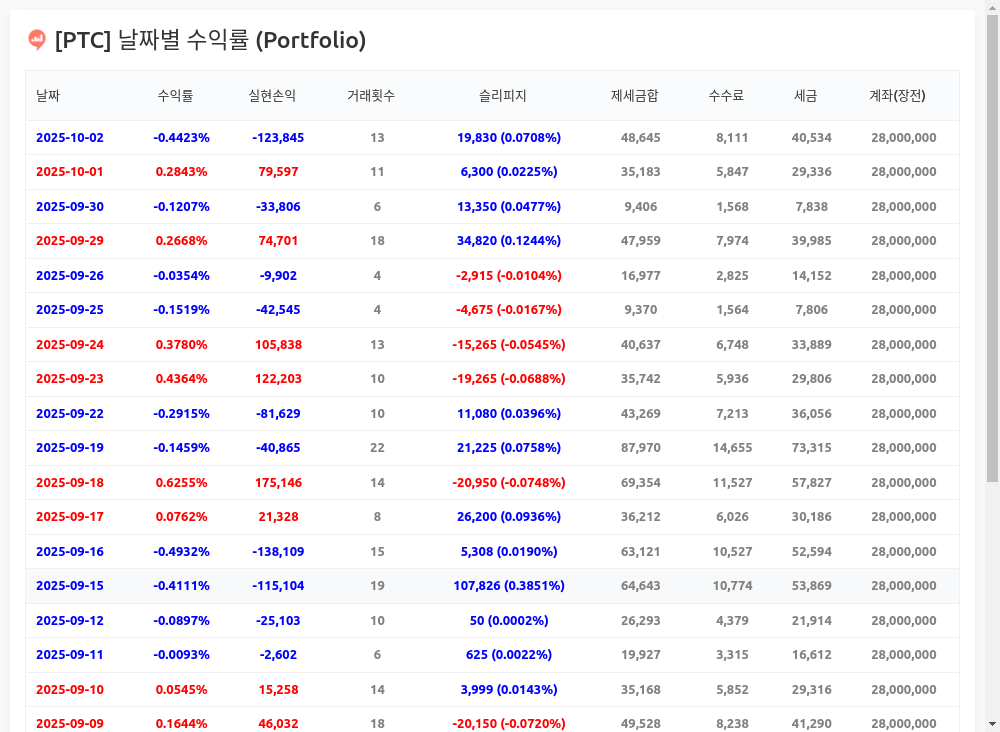 [PTC] 날짜별 수익률 (Portfolio)
날짜 수익률 실현손익 거래횟수 슬리피지 제세금합 수수료 세금 계좌(장전)
2025-10-02 -0.4423% -123,845 13 19,830 (0.0708%) 48,645 8,111 40,534 28,000,000
2025-10-01 0.2843% 79,597 11 6,300 (0.0225%) 35,183 5,847 29,336 28,000,000
2025-09-30 -0.1207% -33,806 6 13,350 (0.0477%) 9,406 1,568 7,838 28,000,000
2025-09-29 0.2668% 74,701 18 34,820 (0.1244%) 47,959 7,974 39,985 28,000,000
2025-09-26 -0.0354% -9,902 4 -2,915 (-0.0104%) 16,977 2,825 14,152 28,000,000
2025-09-25 -0.1519% -42,545 4 -4,675 (-0.0167%) 9,370 1,564 7,806 28,000,000
2025-09-24 0.3780% 105,838 13 -15,265 (-0.0545%) 40,637 6,748 33,889 28,000,000
2025-09-23 0.4364% 122,203 10 -19,265 (-0.0688%) 35,742 5,936 29,806 28,000,000
2025-09-22 -0.2915% -81,629 10 11,080 (0.0396%) 43,269 7,213 36,056 28,000,000
2025-09-19 -0.1459% -40,865 22 21,225 (0.0758%) 87,970 14,655 73,315 28,000,000
2025-09-18 0.6255% 175,146 14 -20,950 (-0.0748%) 69,354 11,527 57,827 28,000,000
2025-09-17 0.0762% 21,328 8 26,200 (0.0936%) 36,212 6,026 30,186 28,000,000
2025-09-16 -0.4932% -138,109 15 5,308 (0.0190%) 63,121 10,527 52,594 28,000,000
2025-09-15 -0.4111% -115,104 19 107,826 (0.3851%) 64,643 10,774 53,869 28,000,000
2025-09-12 -0.0897% -25,103 10 50 (0.0002%) 26,293 4,379 21,914 28,000,000
2025-09-11 -0.0093% -2,602 6 625 (0.0022%) 19,927 3,315 16,612 28,000,000
2025-09-10 0.0545% 15,258 14 3,999 (0.0143%) 35,168 5,852 29,316 28,000,000
2025-09-09 0.1644% 46,032 18 -20,150 (-0.0720%) 49,528 8,238 41,290 28,000,000